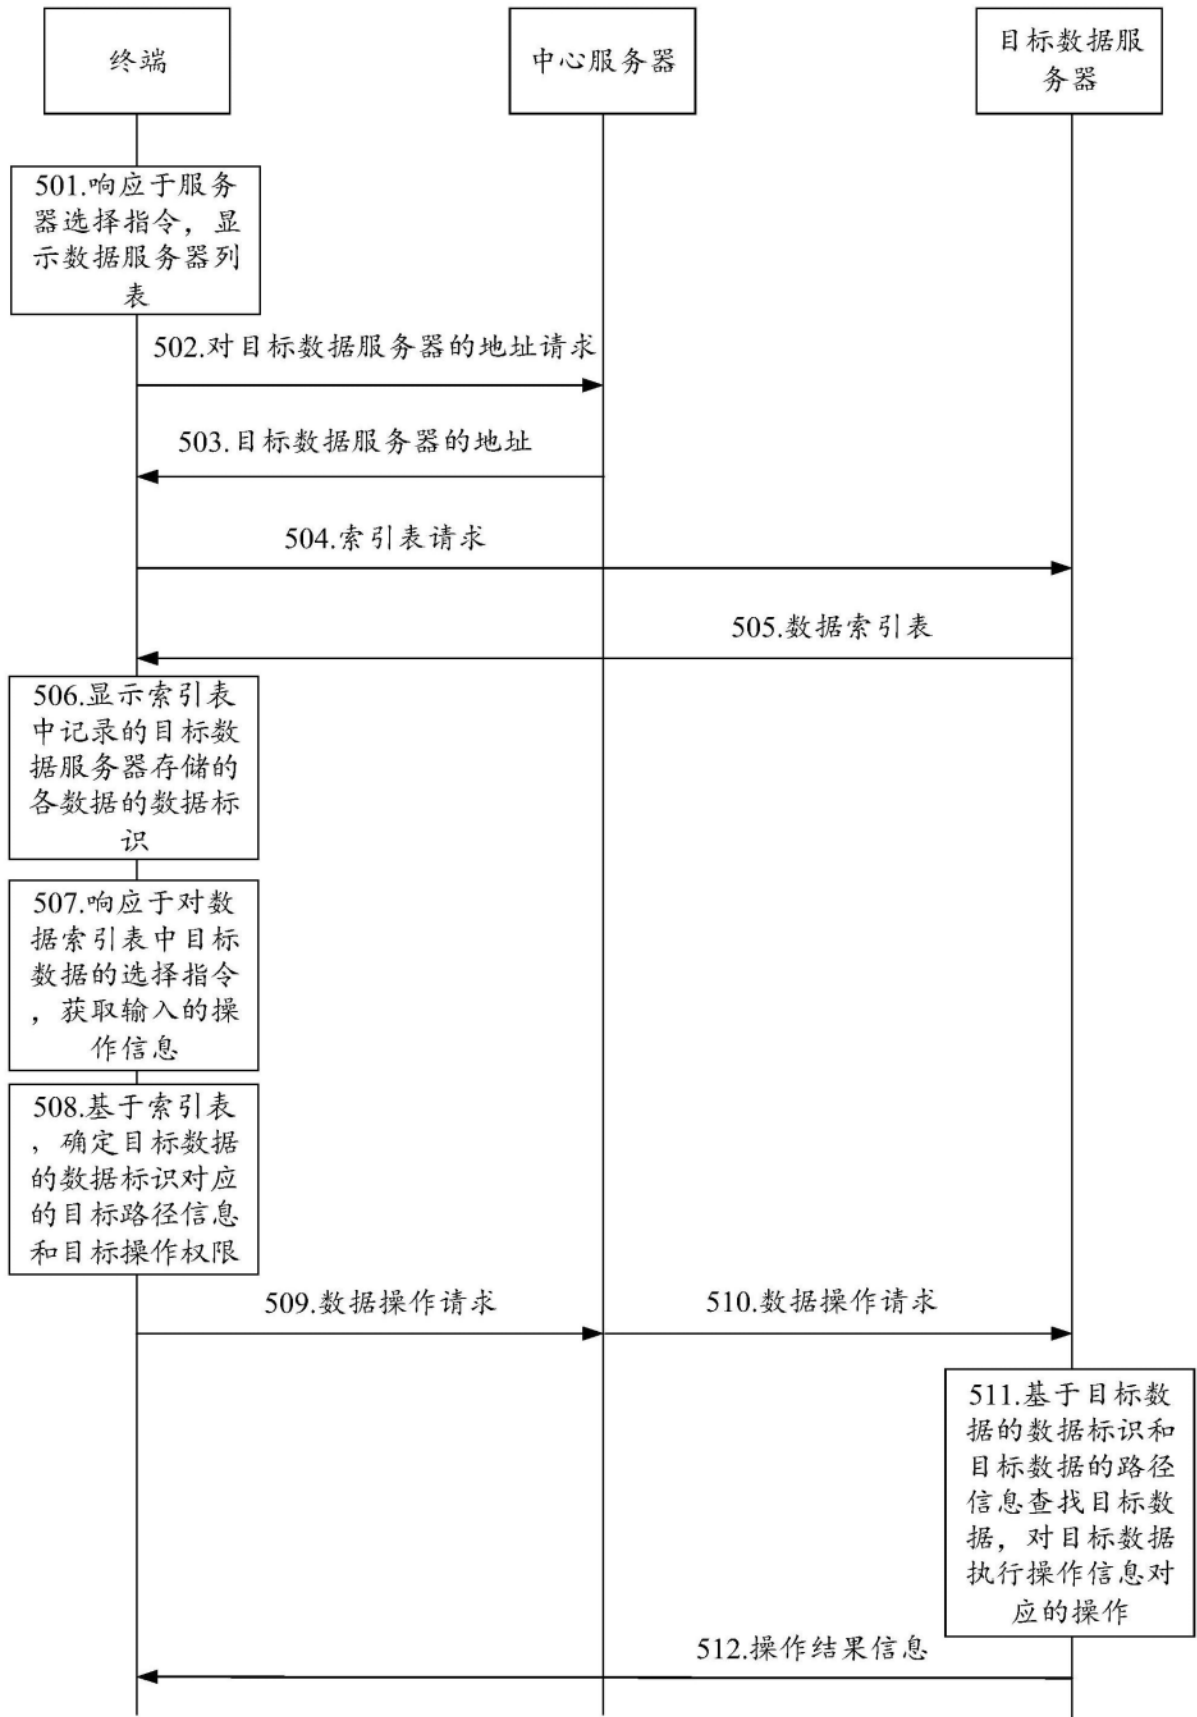 终端
中心服务器
目标数据服
务器
501.响应于服务
器选择指令，显
示数据服务器列
表
502.对目标数据服务器的地址请求
503.目标数据服务器的地址
504.索引表请求
505.数据索引表
506.显示索引表
中记录的目标数
据服务器存储的
各数据的数据标
识
507.响应于对数
据索引表中目标
数据的选择指令
，获取输入的操
作信息
508.基于索引表
，确定目标数据
的数据标识对应
的目标路径信息
和目标操作权限
509.数据操作请求
510.数据操作请求
511.基于目标数
据的数据标识和
目标数据的路径
信息查找目标数
据，对目标数据
执行操作信息对
应的操作
512.操作结果信息